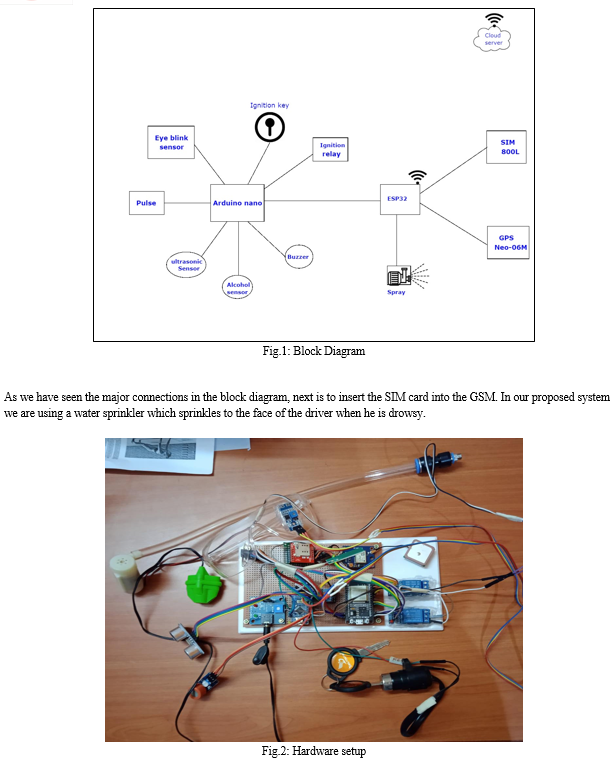 Cloud
server
Ignition key
Eye blink
sensor
Ignition
relay
SIM
800L
Pulse
Arduino nano
ESP32
GPS
Neo-06M
ultrasonic
Sensor
Buzzer
Alcohol
sensor
Spray
Fig.1: Block Diagram
As we have seen the major connections in the block diagram, next is to insert the SIM card into the GSM. In our proposed system
we are using a water sprinkler which sprinkles to the face of the driver when he is drowsy.
Fig.2: Hardware setup